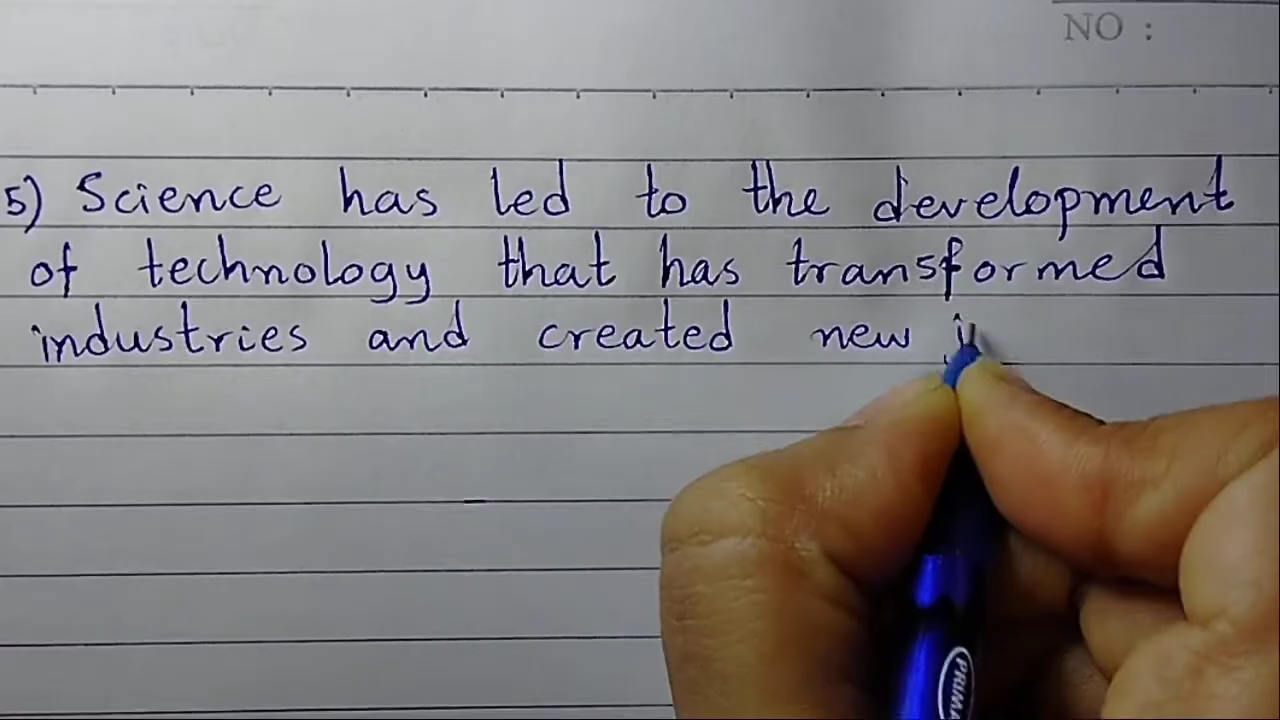 NO :
5) Science has led to the development
of technology that has transformed
industries and created new